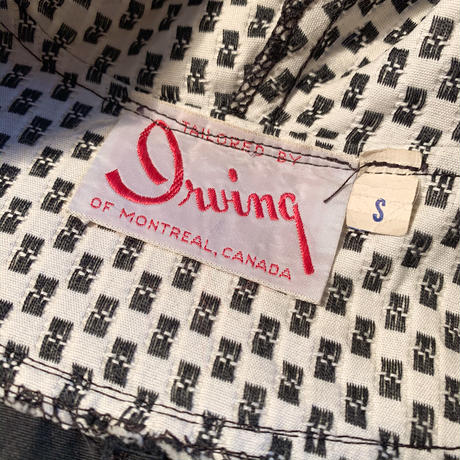 TAILORED BY
Irving
OF MONTREAL, CANADA
S